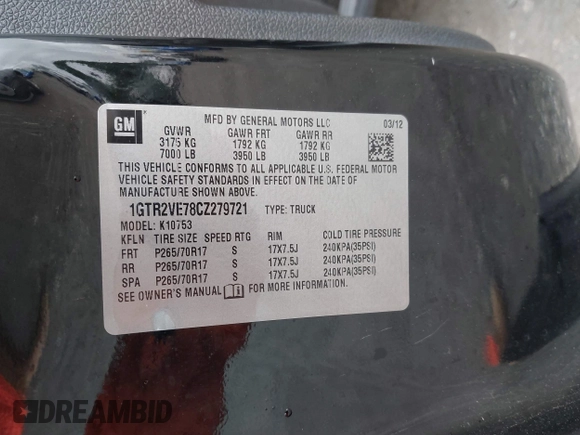 GM
MFD BY GENERAL MOTORS LLC
03/12
GVWR GAWR FRT GAWR RR
3175 KG 1792 KG 1792 KG
7000 LB 3950 LB 3950 LB
THIS VEHICLE CONFORMS TO ALL APPLICABLE U.S. FEDERAL MOTOR
VEHICLE SAFETY STANDARDS IN EFFECT ON THE DATE OF
MANUFACTURE SHOWN ABOVE.
1GTR2VE78CZ279721 TYPE: TRUCK
MODEL: K10753
KFLN TIRE SIZE SPEED RTG RIM COLD TIRE PRESSURE
FRT P265/70R17 S 17X7.5J 240KPA(35PSI)
RR P265/70R17 S 17X7.5J 240KPA(35PSI)
SPA P265/70R17 S 17X7.5J 240KPA(35PSI)
SEE OWNER'S MANUAL FOR MORE INFORMATION.
DREAMBID